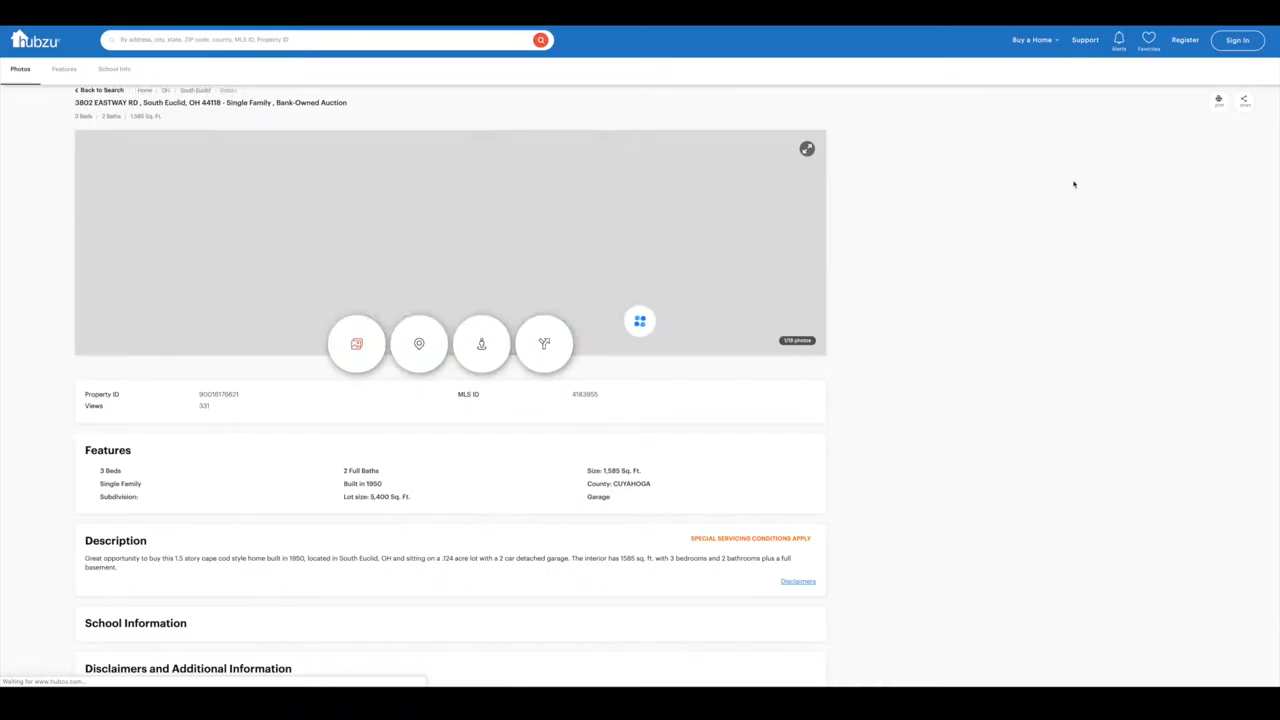 hubzu
By address, city, state, ZIP code, county, MLS ID, Property ID
Buy a Home
Support
Alerts
Favorites
Register
Sign In
Photos
Features
School Info
Back to Search
Home
OH
South Euclid
3802 EASTWAY RD , South Euclid, OH 44118 - Single Family , Bank-Owned Auction
print
share
3 Beds | 2 Baths | 1,585 Sq. Ft.
1/19 photos
Property ID 90016176621 MLS ID 4183955
Views 331
Features
3 Beds 2 Full Baths Size: 1,585 Sq. Ft.
Single Family Built in 1950 County: CUYAHOGA
Subdivision: Lot size: 5,400 Sq. Ft. Garage
Description
SPECIAL SERVICING CONDITIONS APPLY
Great opportunity to buy this 1.5 story cape cod style home built in 1950, located in South Euclid, OH and sitting on a .124 acre lot with a 2 car detached garage. The interior has 1585 sq. ft. with 3 bedrooms and 2 bathrooms plus a full
basement.
Disclaimers
School Information
Disclaimers and Additional Information
Waiting for www.hubzu.com...